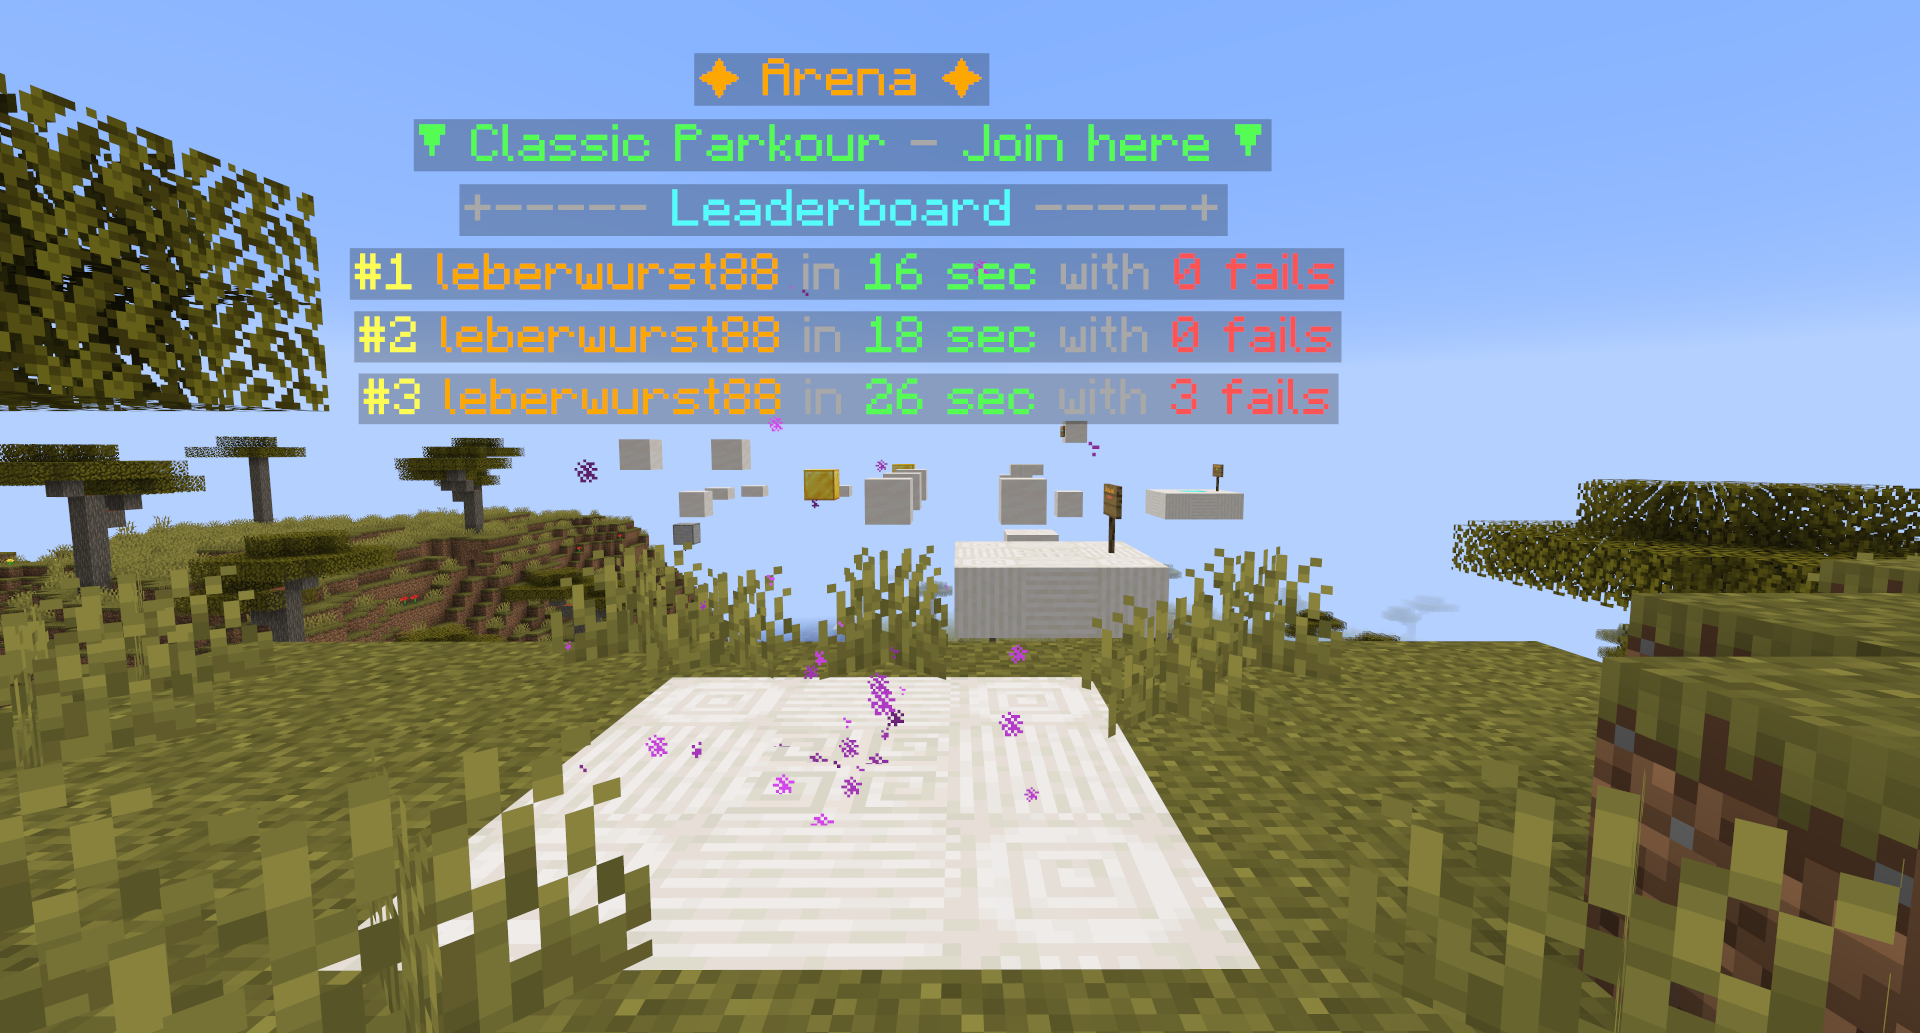 ✦ Arena ✦
▼ Classic Parkour - Join here ▼
+----- Leaderboard -----+
#1 leberwurst88 in 16 sec with 0 fails
#2 leberwurst88 in 18 sec with 0 fails
#3 leberwurst88 in 26 sec with 3 fails